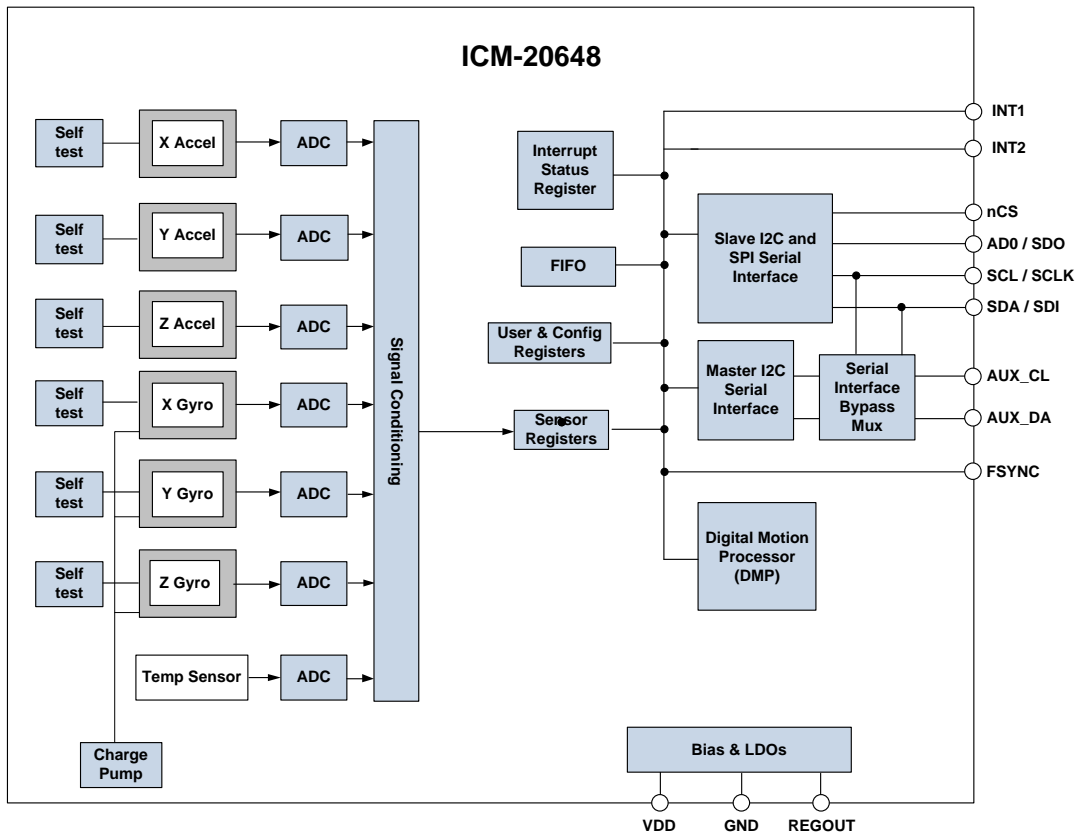 ICM-20648
Self
test
X Accel
ADC
Self
test
Y Accel
ADC
Self
test
Z Accel
ADC
Self
test
X Gyro
ADC
Self
test
Y Gyro
ADC
Self
test
Z Gyro
ADC
Temp Sensor
ADC
Charge
Pump
Signal Conditioning
Interrupt
Status
Register
FIFO
User & Config
Registers
Sensor
Registers
Slave I2C and
SPI Serial
Interface
Master I2C
Serial
Interface
Serial
Interface
Bypass
Mux
Digital Motion
Processor
(DMP)
Bias & LDOs
INT1
INT2
nCS
AD0 / SDO
SCL / SCLK
SDA / SDI
AUX_CL
AUX_DA
FSYNC
VDD
GND
REGOUT